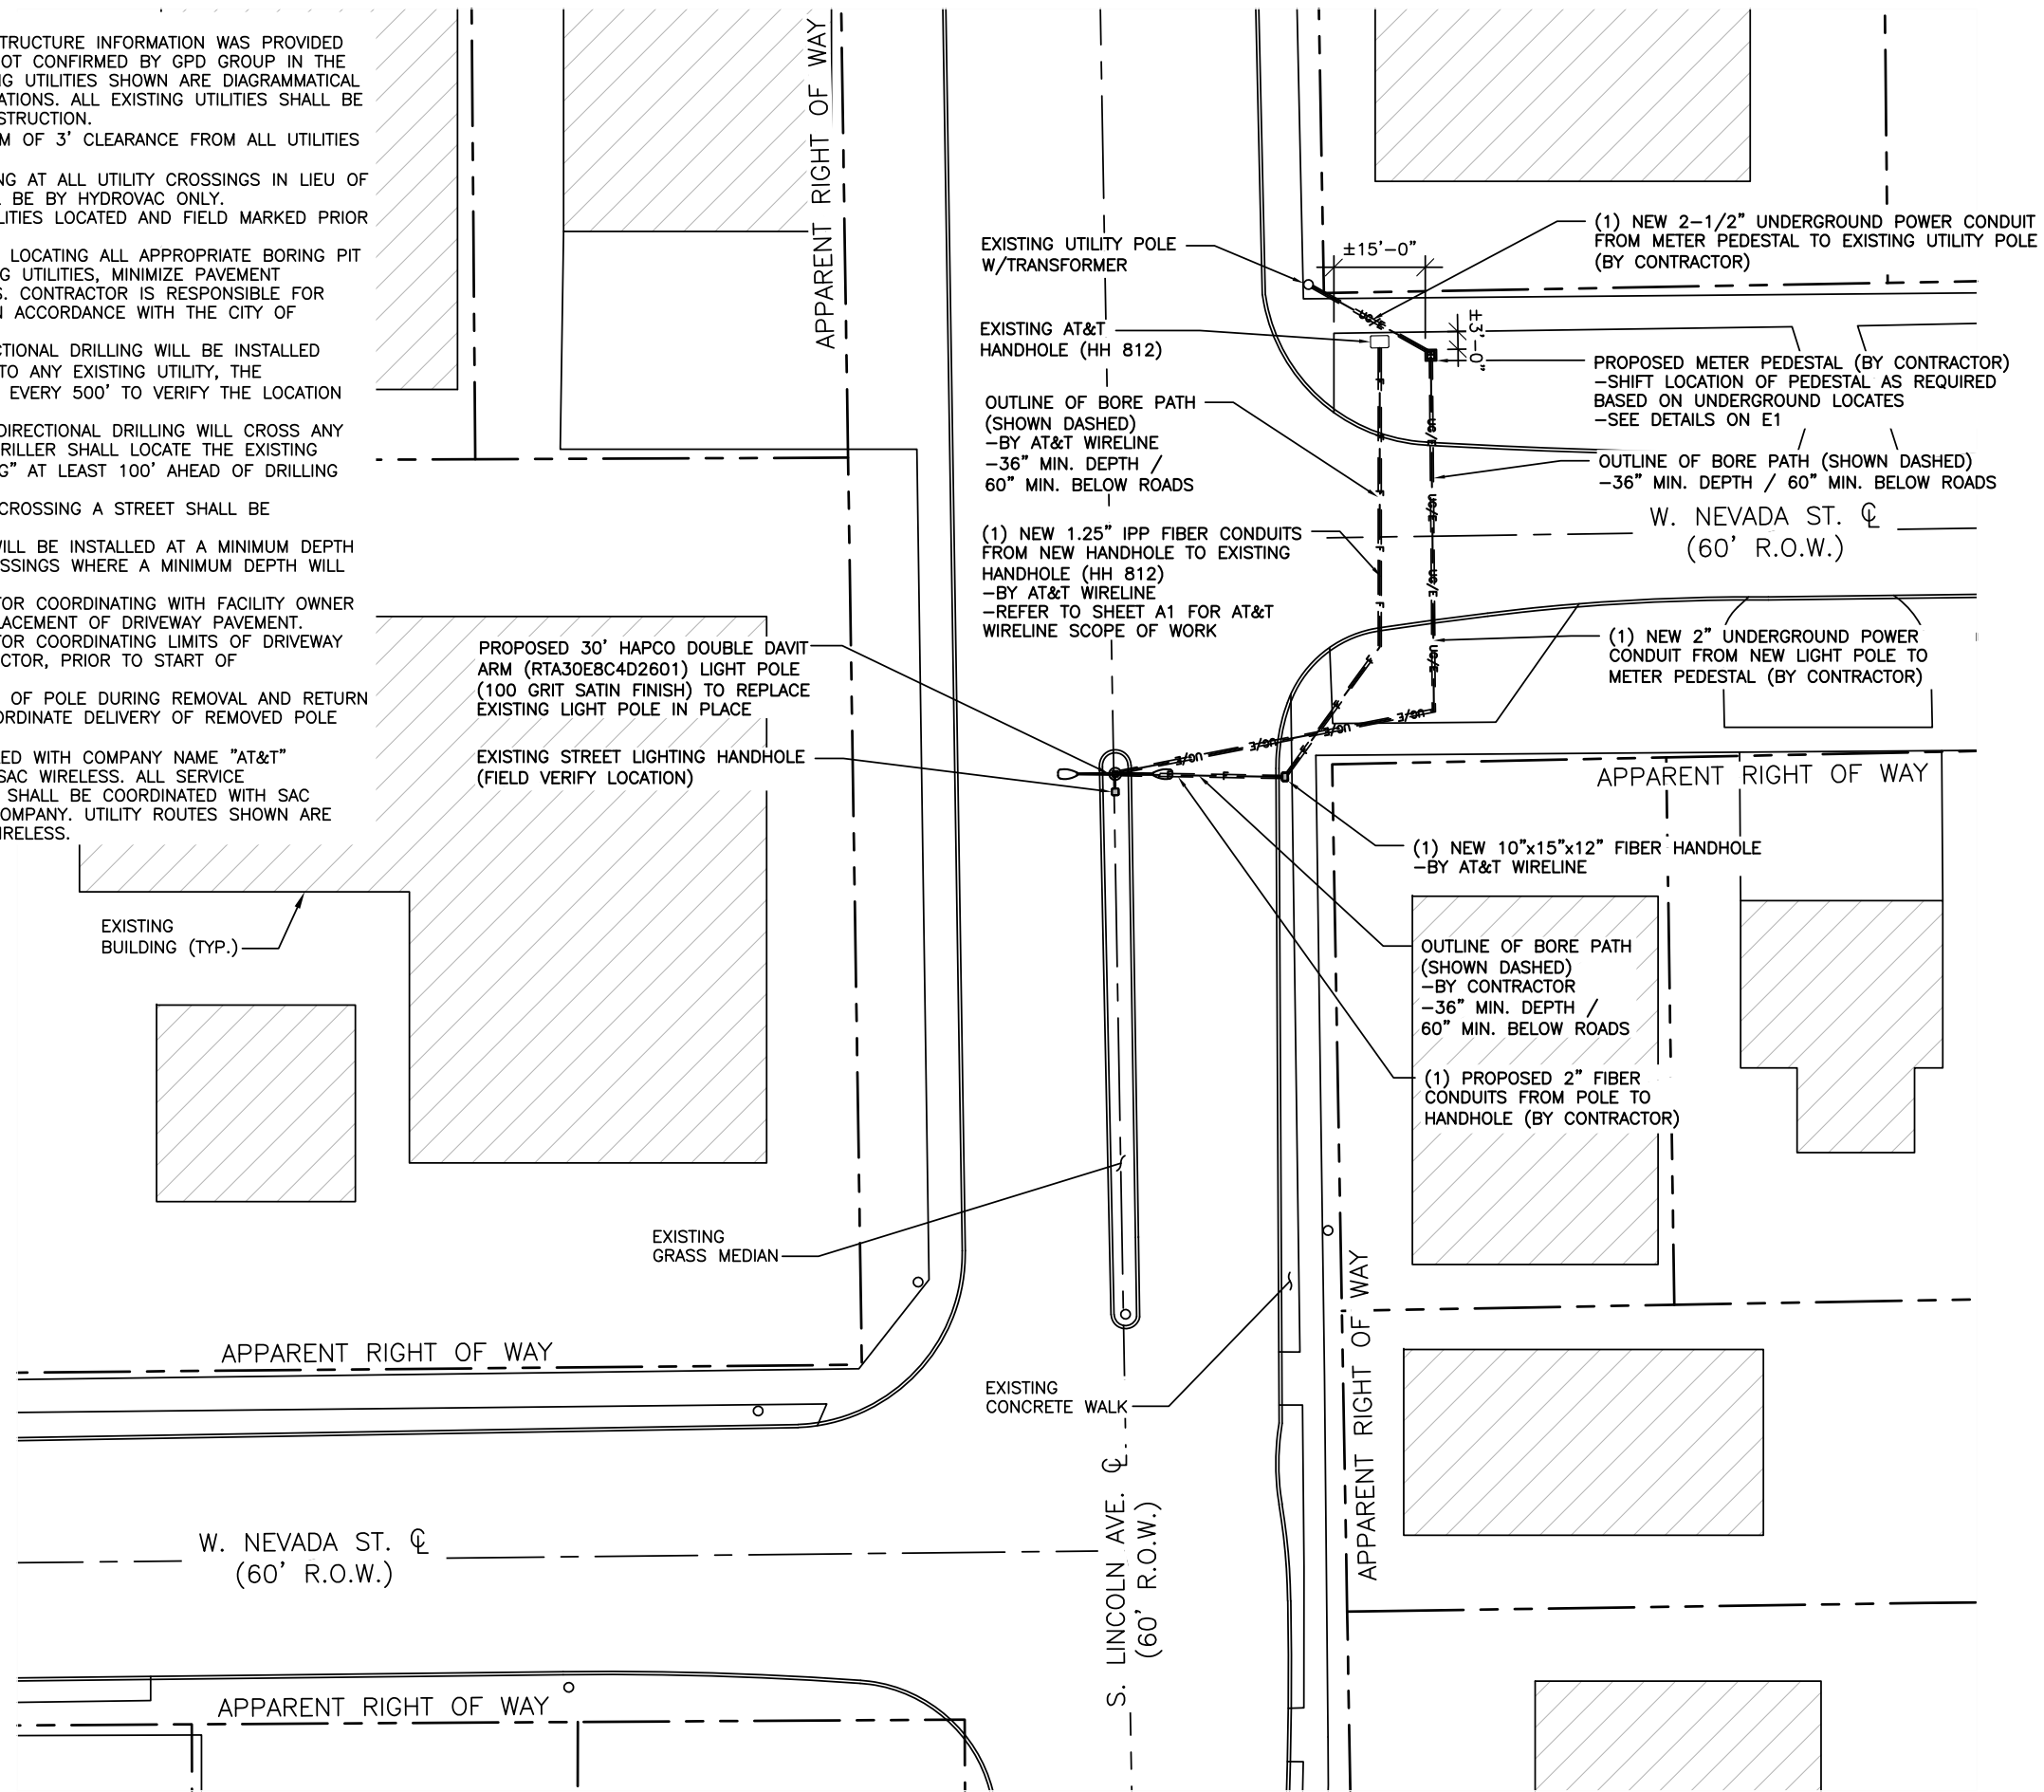 TRUCTURE INFORMATION WAS PROVIDED
OT CONFIRMED BY GPD GROUP IN THE
G UTILITIES SHOWN ARE DIAGRAMMATICAL
ATIONS. ALL EXISTING UTILITIES SHALL BE
STRUCTION.
M OF 3' CLEARANCE FROM ALL UTILITIES
NG AT ALL UTILITY CROSSINGS IN LIEU OF
BE BY HYDROVAC ONLY.
LITIES LOCATED AND FIELD MARKED PRIOR
LOCATING ALL APPROPRIATE BORING PIT
G UTILITIES, MINIMIZE PAVEMENT
S. CONTRACTOR IS RESPONSIBLE FOR
N ACCORDANCE WITH THE CITY OF
CTIONAL DRILLING WILL BE INSTALLED
TO ANY EXISTING UTILITY, THE
EVERY 500' TO VERIFY THE LOCATION
DIRECTIONAL DRILLING WILL CROSS ANY
RILLER SHALL LOCATE THE EXISTING
G" AT LEAST 100' AHEAD OF DRILLING
CROSSING A STREET SHALL BE
WILL BE INSTALLED AT A MINIMUM DEPTH
SSINGS WHERE A MINIMUM DEPTH WILL
FOR COORDINATING WITH FACILITY OWNER
LACEMENT OF DRIVEWAY PAVEMENT.
FOR COORDINATING LIMITS OF DRIVEWAY
CTOR, PRIOR TO START OF
OF POLE DURING REMOVAL AND RETURN
ORDINATE DELIVERY OF REMOVED POLE
ED WITH COMPANY NAME "AT&T"
SAC WIRELESS. ALL SERVICE
SHALL BE COORDINATED WITH SAC
OMPANY. UTILITY ROUTES SHOWN ARE
IRELESS.
APPARENT RIGHT OF WAY
EXISTING UTILITY POLE
W/TRANSFORMER
±15'-0"
(1) NEW 2-1/2" UNDERGROUND POWER CONDUIT
FROM METER PEDESTAL TO EXISTING UTILITY POLE
(BY CONTRACTOR)
UG/E
EXISTING AT&T
HANDHOLE (HH 812)
±3'-0"
PROPOSED METER PEDESTAL (BY CONTRACTOR)
-SHIFT LOCATION OF PEDESTAL AS REQUIRED
BASED ON UNDERGROUND LOCATES
-SEE DETAILS ON E1
OUTLINE OF BORE PATH
(SHOWN DASHED)
-BY AT&T WIRELINE
-36" MIN. DEPTH /
60" MIN. BELOW ROADS
F
UG/E
OUTLINE OF BORE PATH (SHOWN DASHED)
-36" MIN. DEPTH / 60" MIN. BELOW ROADS
F
UG/E
W. NEVADA ST. ℄
(60' R.O.W.)
(1) NEW 1.25" IPP FIBER CONDUITS
FROM NEW HANDHOLE TO EXISTING
HANDHOLE (HH 812)
-BY AT&T WIRELINE
-REFER TO SHEET A1 FOR AT&T
WIRELINE SCOPE OF WORK
F
UG/E
F
UG/E
(1) NEW 2" UNDERGROUND POWER
CONDUIT FROM NEW LIGHT POLE TO
METER PEDESTAL (BY CONTRACTOR)
PROPOSED 30' HAPCO DOUBLE DAVIT
ARM (RTA30E8C4D2601) LIGHT POLE
(100 GRIT SATIN FINISH) TO REPLACE
EXISTING LIGHT POLE IN PLACE
F
F
F
UG/E
UG/E
UG/E
UG/E
EXISTING STREET LIGHTING HANDHOLE
(FIELD VERIFY LOCATION)
F
APPARENT RIGHT OF WAY
(1) NEW 10"x15"x12" FIBER HANDHOLE
-BY AT&T WIRELINE
EXISTING
BUILDING (TYP.)
OUTLINE OF BORE PATH
(SHOWN DASHED)
-BY CONTRACTOR
-36" MIN. DEPTH /
60" MIN. BELOW ROADS
(1) PROPOSED 2" FIBER
CONDUITS FROM POLE TO
HANDHOLE (BY CONTRACTOR)
EXISTING
GRASS MEDIAN
APPARENT RIGHT OF WAY
APPARENT RIGHT OF WAY
EXISTING
CONCRETE WALK
W. NEVADA ST. ℄
(60' R.O.W.)
S. LINCOLN AVE. ℄
(60' R.O.W.)
APPARENT RIGHT OF WAY